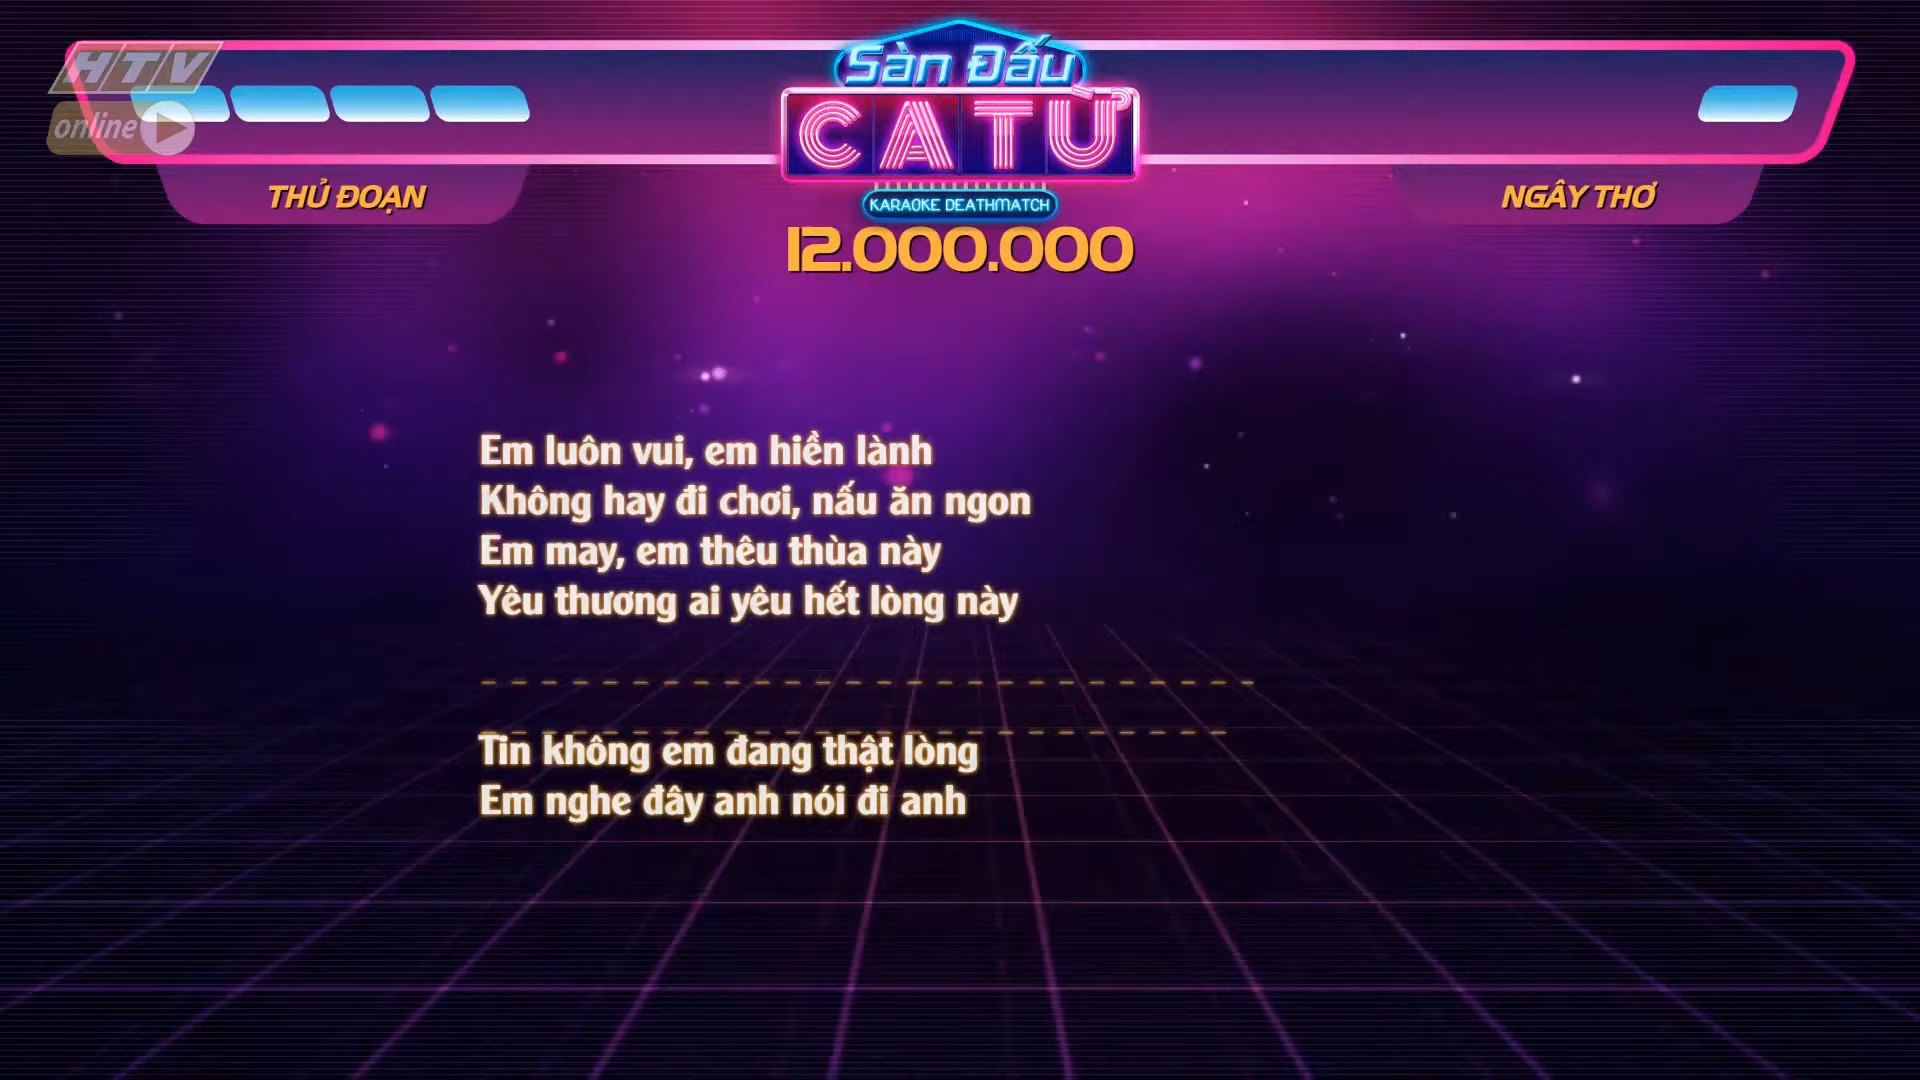 HTV
online
Sàn Đấu
CA TỪ
KARAOKE DEATHMATCH
THỦ ĐOẠN
NGÂY THƠ
12.000.000
Em luôn vui, em hiền lành
Không hay đi chơi, nấu ăn ngon
Em may, em thêu thùa này
Yêu thương ai yêu hết lòng này
Tin không em đang thật lòng
Em nghe đây anh nói đi anh